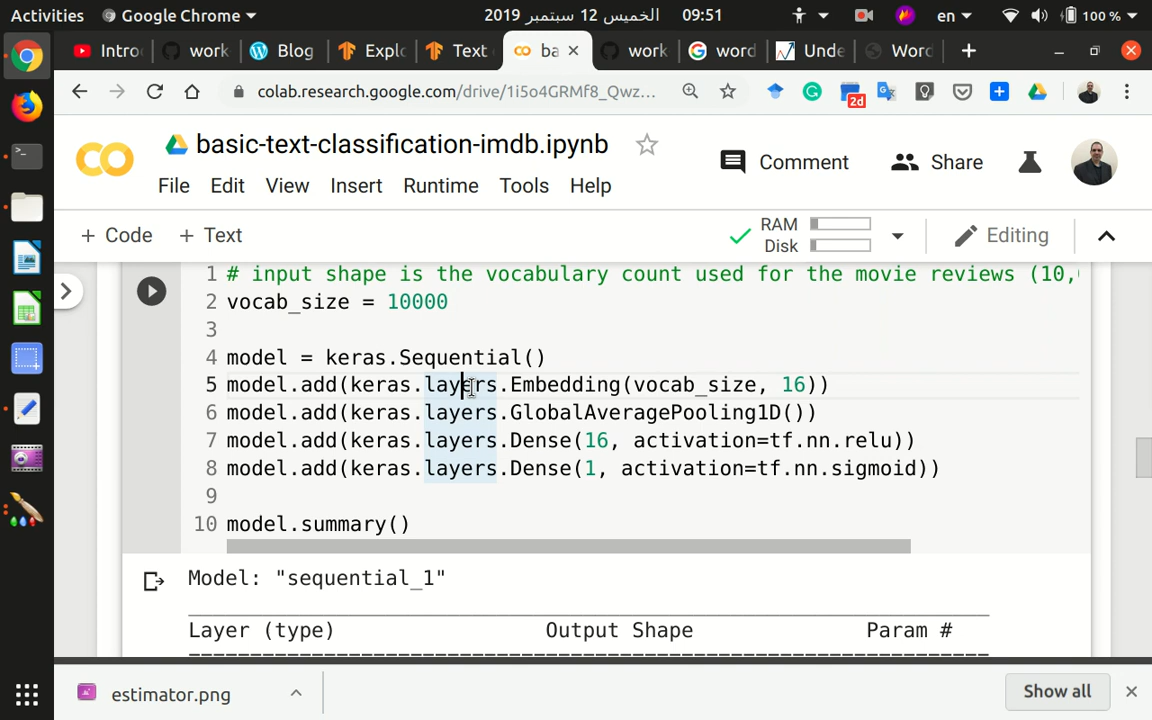 Activities Google Chrome الخميس 12 سبتمبر 2019 09:51 en 100 %
Intro work Blog Explo Text ba work word Unde Word
colab.research.google.com/drive/1i5o4GRMf8_Qwz... 2d
basic-text-classification-imdb.ipynb Comment Share
File Edit View Insert Runtime Tools Help
+ Code + Text RAM Disk Editing
1 # input shape is the vocabulary count used for the movie reviews (10,
2 vocab_size = 10000
3
4 model = keras.Sequential()
5 model.add(keras.layers.Embedding(vocab_size, 16))
6 model.add(keras.layers.GlobalAveragePooling1D())
7 model.add(keras.layers.Dense(16, activation=tf.nn.relu))
8 model.add(keras.layers.Dense(1, activation=tf.nn.sigmoid))
9
10 model.summary()
Model: "sequential_1"
Layer (type) Output Shape Param #
estimator.png Show all